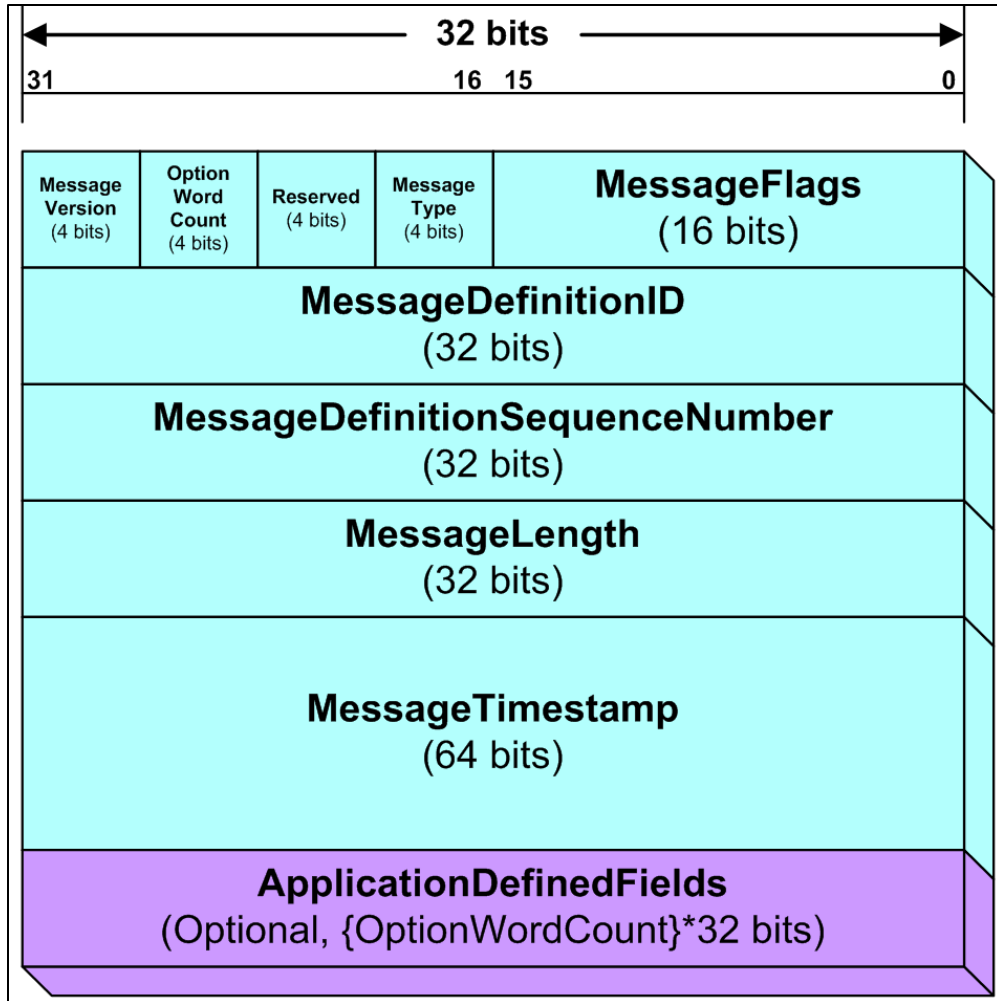 32 bits
31 16 15 0
Message
Version
(4 bits)
Option
Word
Count
(4 bits)
Reserved
(4 bits)
Message
Type
(4 bits)
MessageFlags
(16 bits)
MessageDefinitionID
(32 bits)
MessageDefinitionSequenceNumber
(32 bits)
MessageLength
(32 bits)
MessageTimestamp
(64 bits)
ApplicationDefinedFields
(Optional, {OptionWordCount}*32 bits)